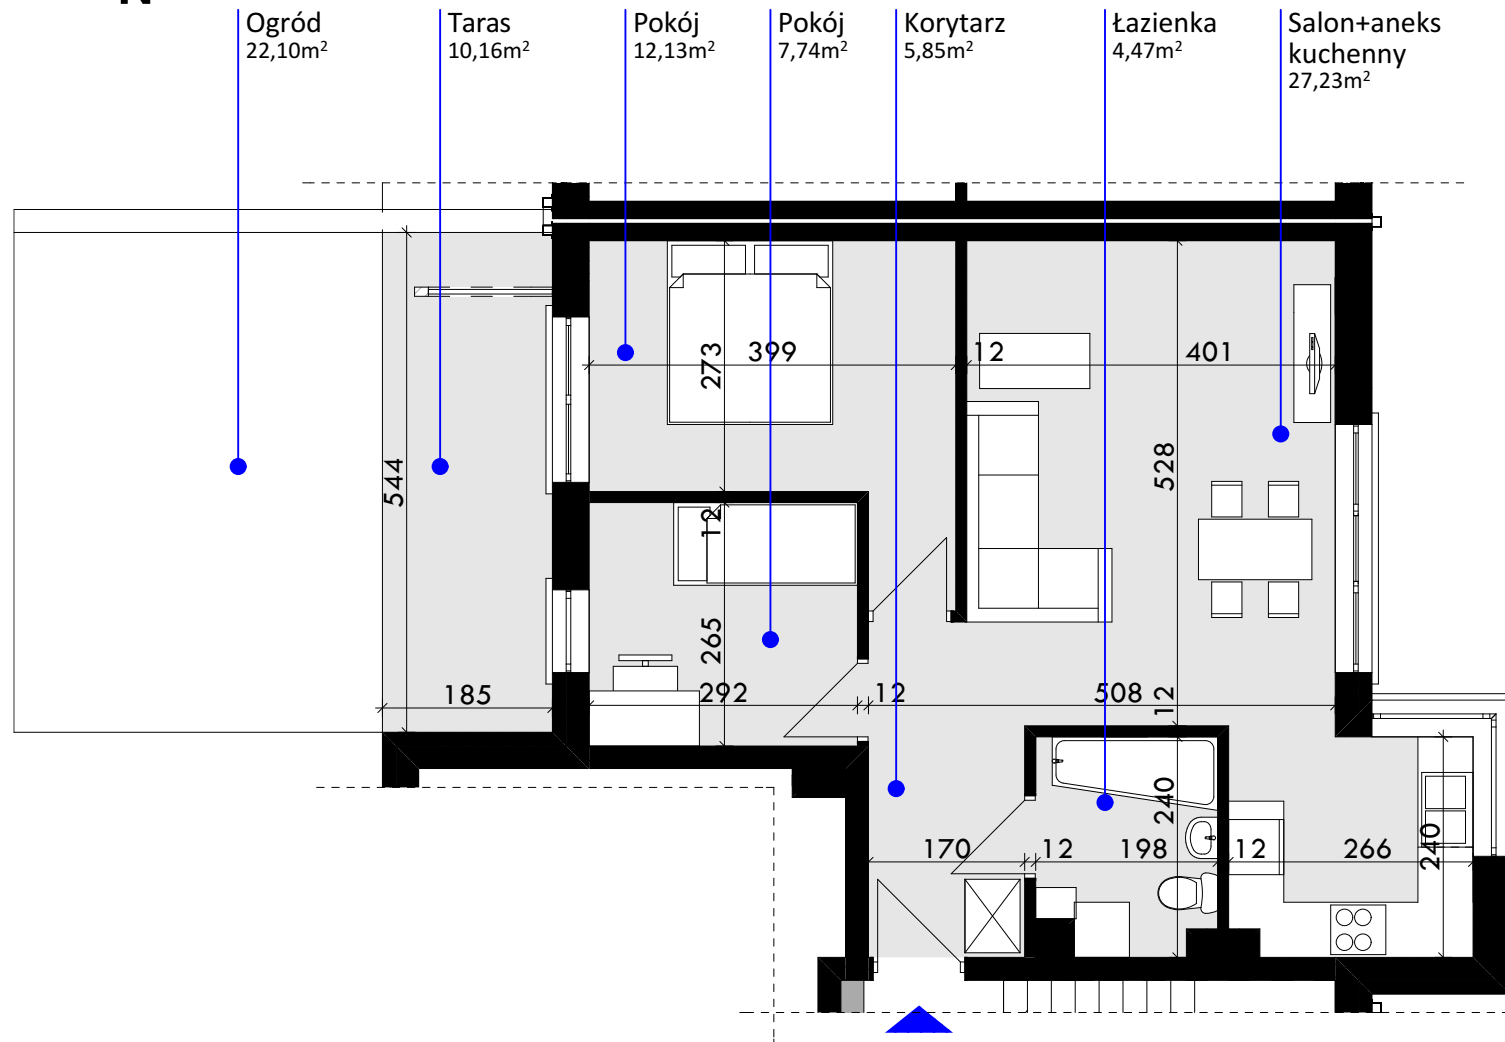 N
Ogród
22,10m²
Taras
10,16m²
Pokój
12,13m²
Pokój
7,74m²
Korytarz
5,85m²
Łazienka
4,47m²
Salon+aneks
kuchenny
27,23m²
273
399
12
401
544
528
12
265
185
292
12
508
12
240
170
12
198
12
266
240